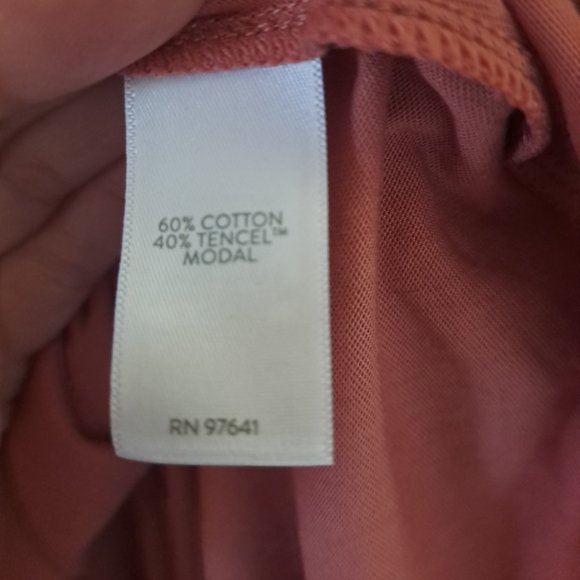 60% COTTON
40% TENCEL™
MODAL
RN 97641